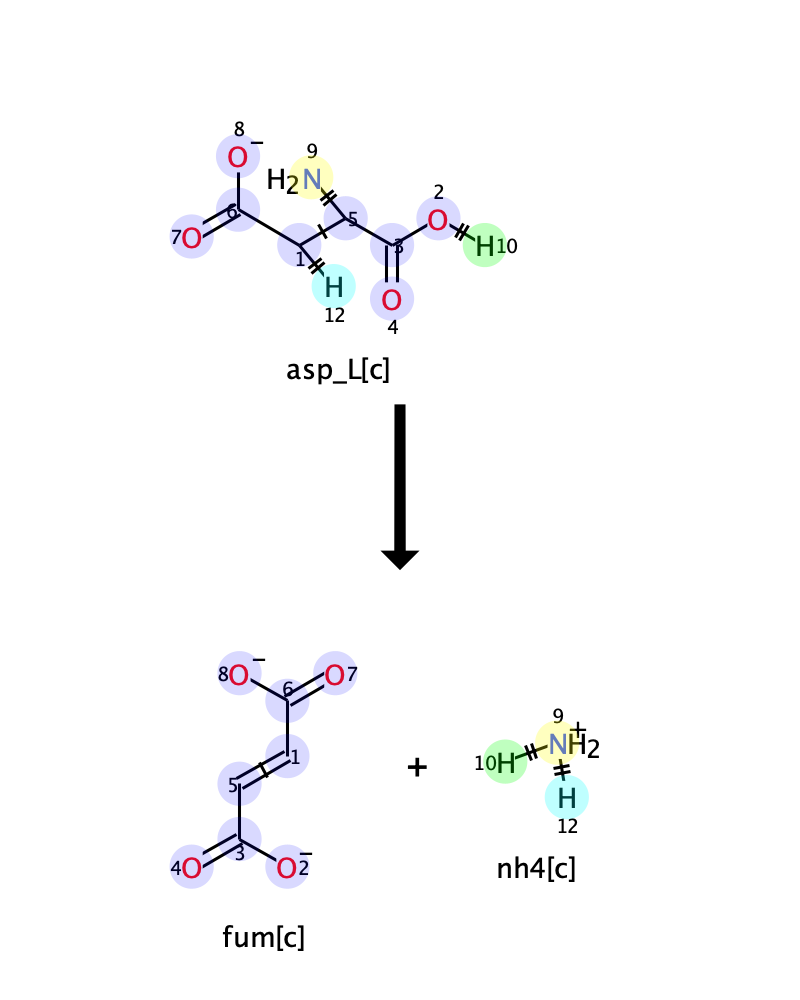 8
O−
9
H2N
2
6
5
O
7O
3
H10
1
H
O
12
4
asp_L[c]
8O− O7
6
9
1
10H NH2+
5
+
H
3
12
4O O2−
nh4[c]
fum[c]